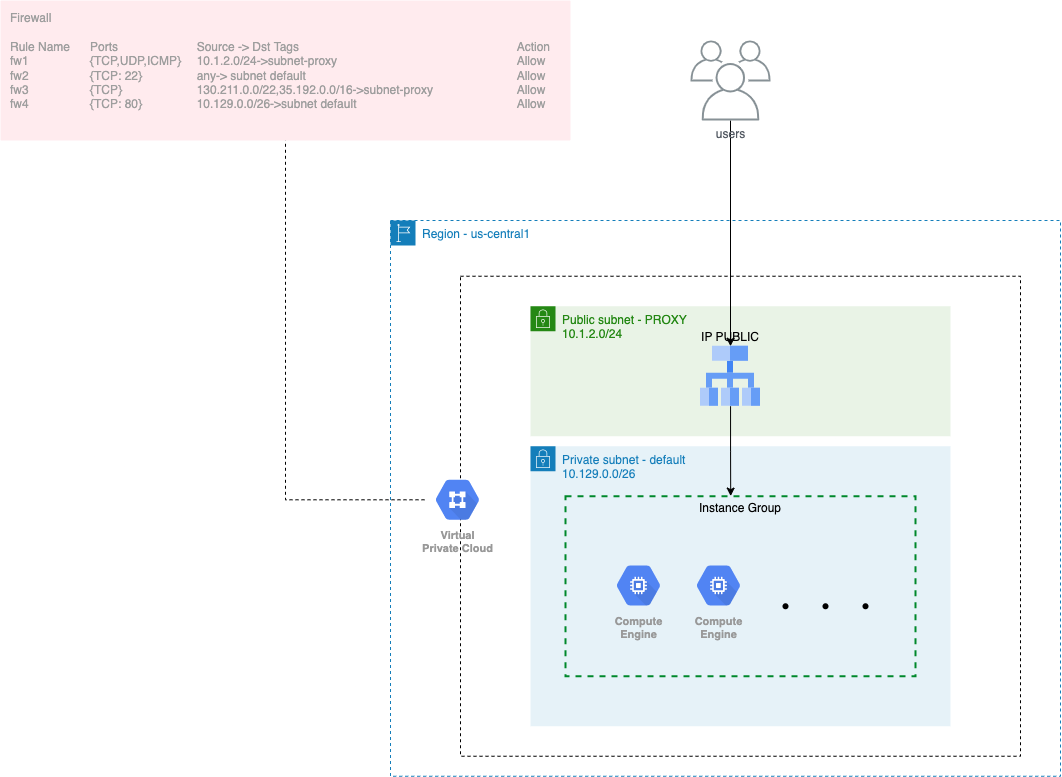 Firewall
Rule Name Ports Source -> Dst Tags Action
fw1 {TCP,UDP,ICMP} 10.1.2.0/24->subnet-proxy Allow
fw2 {TCP: 22} any-> subnet default Allow
fw3 {TCP} 130.211.0.0/22,35.192.0.0/16->subnet-proxy Allow
fw4 {TCP: 80} 10.129.0.0/26->subnet default Allow
users
Region - us-central1
Public subnet - PROXY
10.1.2.0/24
IP PUBLIC
Private subnet - default
10.129.0.0/26
Instance Group
Virtual
Private Cloud
Compute
Engine
Compute
Engine